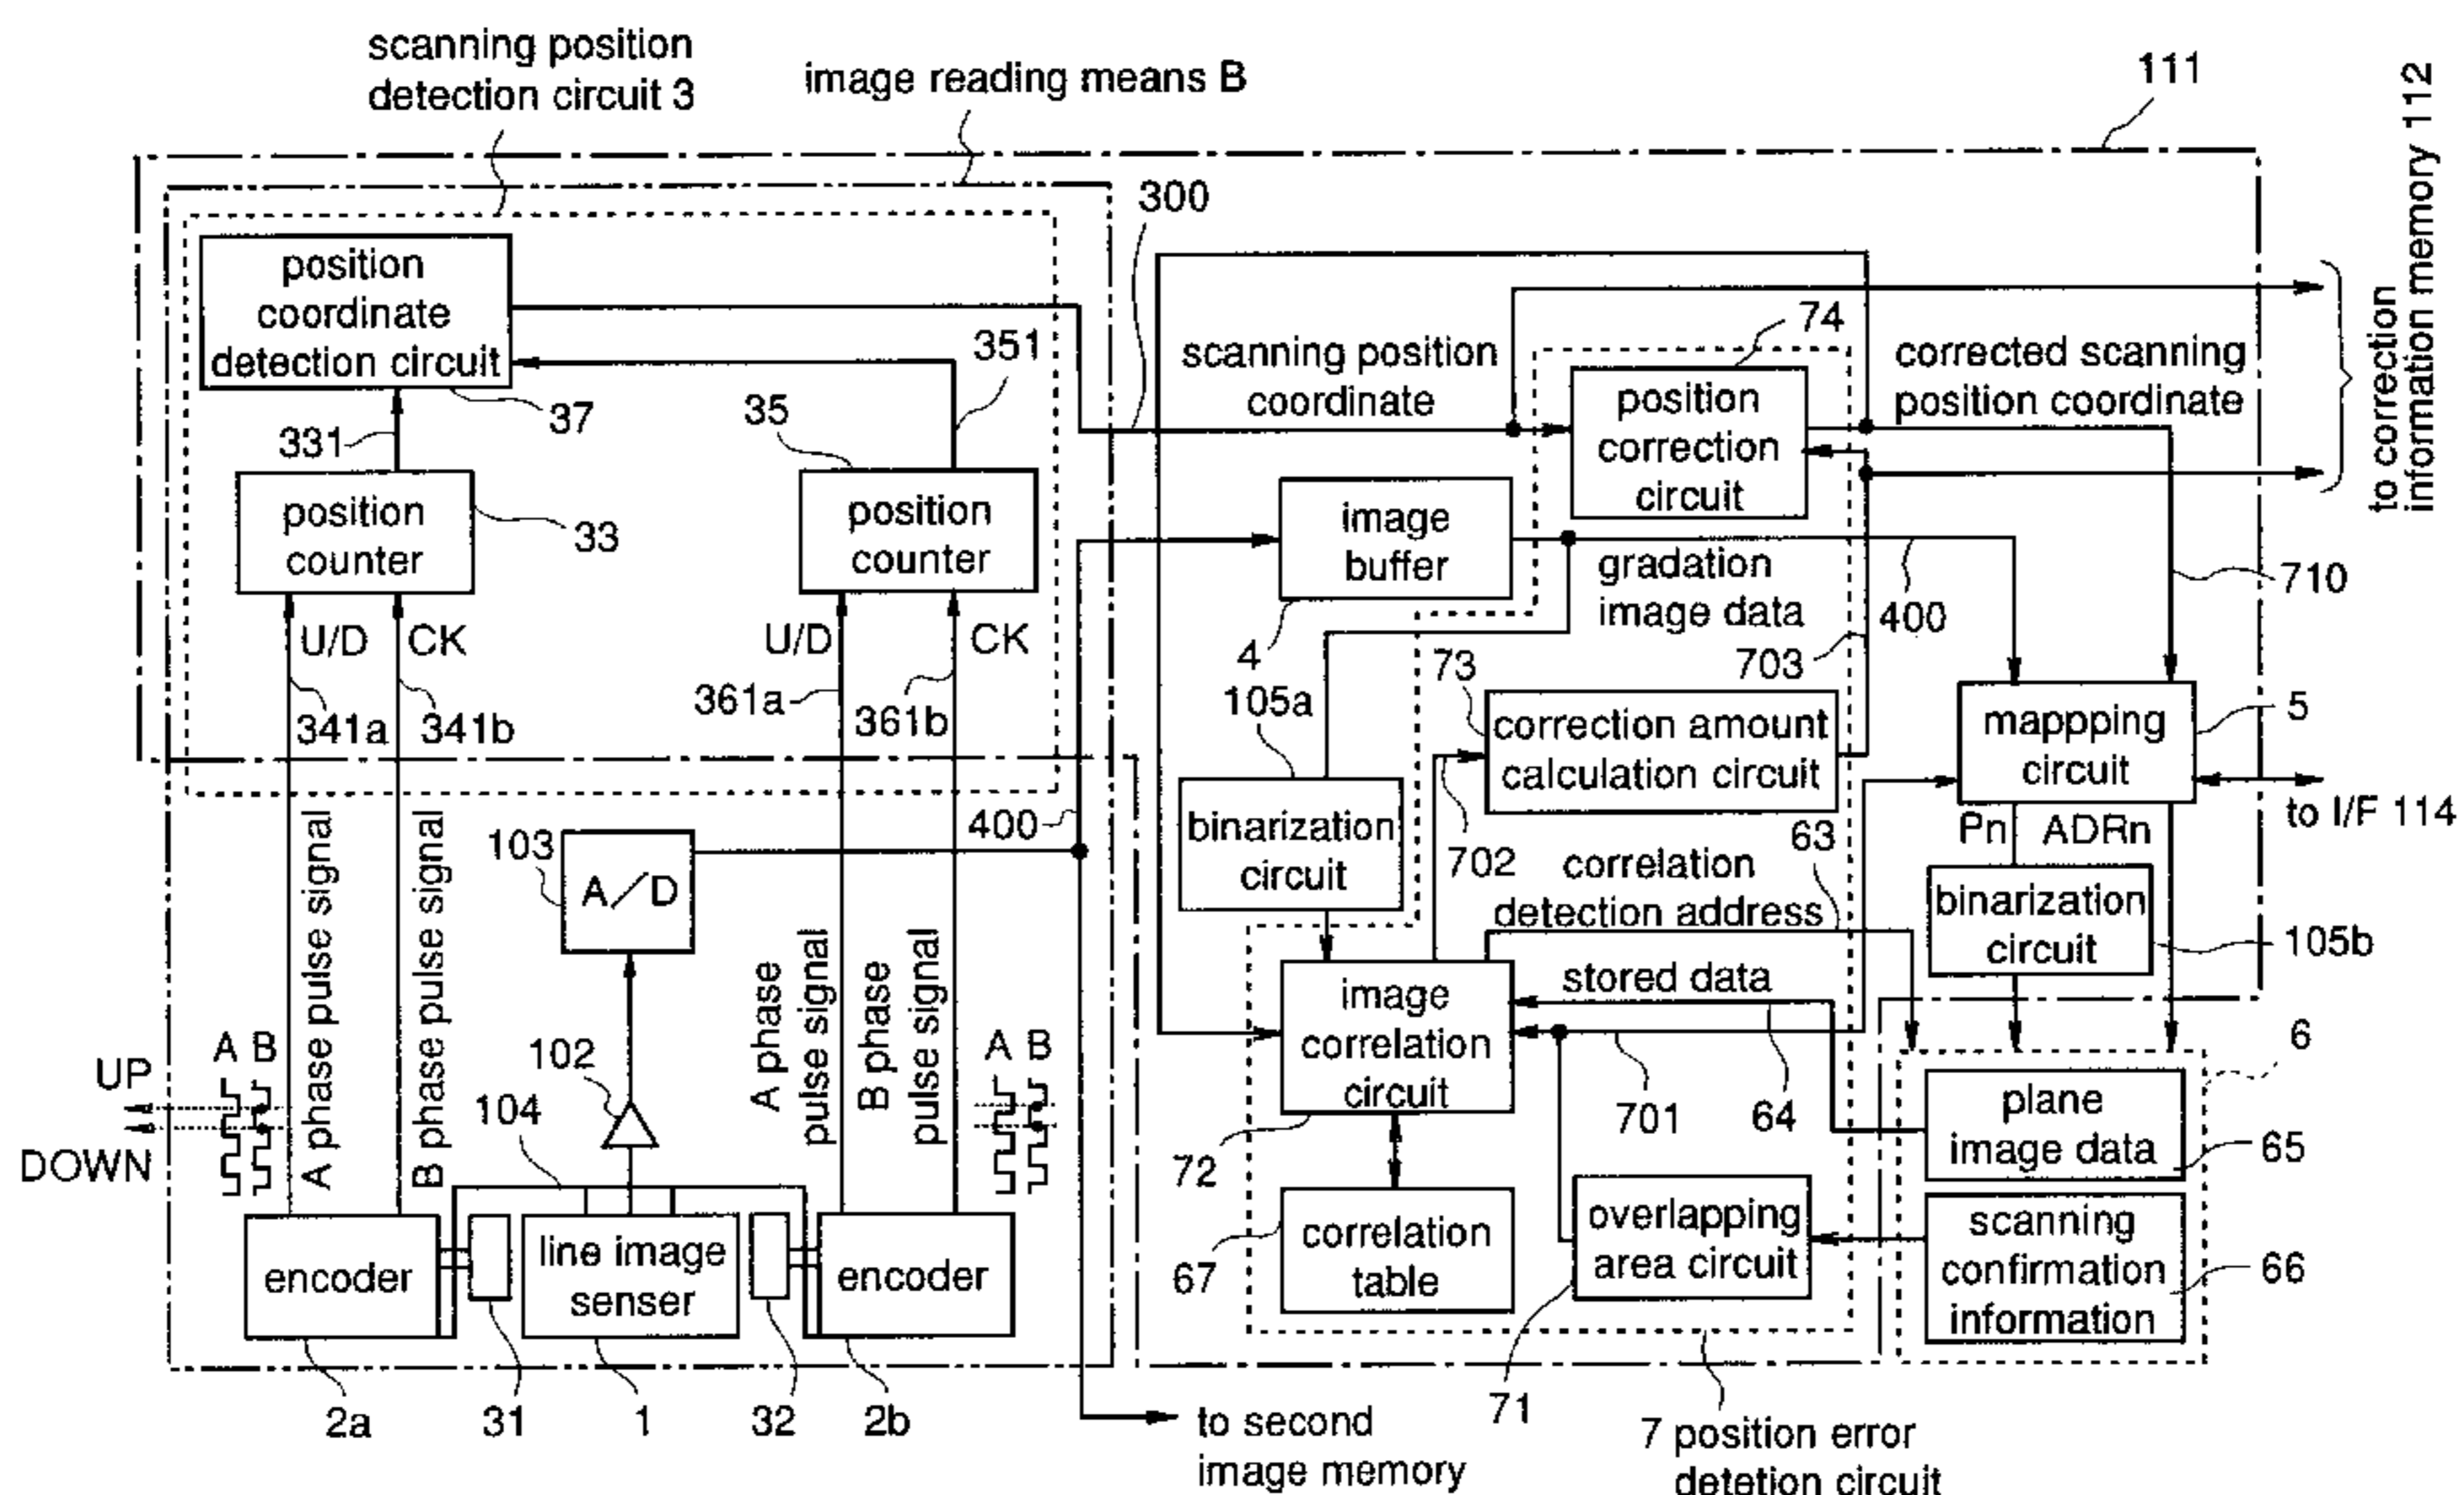 scanning position
detection circuit 3
image reading means B
111
to correction
information memory 112
300
position
coordinate
detection circuit
351
scanning position
coordinate
74
corrected scanning
position coordinate
37
331
35
position
correction
circuit
position
counter
33
position
counter
image
buffer
4
gradation
image data
400
710
U/D
CK
U/D
CK
341a
341b
361a
361b
703
73
105a
correction amount
calculation circuit
mappping
circuit
5
to I/F 114
702
400
binarization
circuit
Pn
ADRn
63
correlation
detection address
103
A/D
binarization
circuit
105b
A phase pulse signal
B phase pulse signal
A phase
pulse signal
B phase
pulse signal
image
correlation
circuit
stored data
A B
UP
DOWN
102
104
A B
701
64
6
72
plane
image data
65
67
correlation
table
overlapping
area circuit
scanning
confirmation
information
66
encoder
line image
senser
encoder
2a
31
1
32
2b
71
to second
image memory
7 position error
detetion circuit